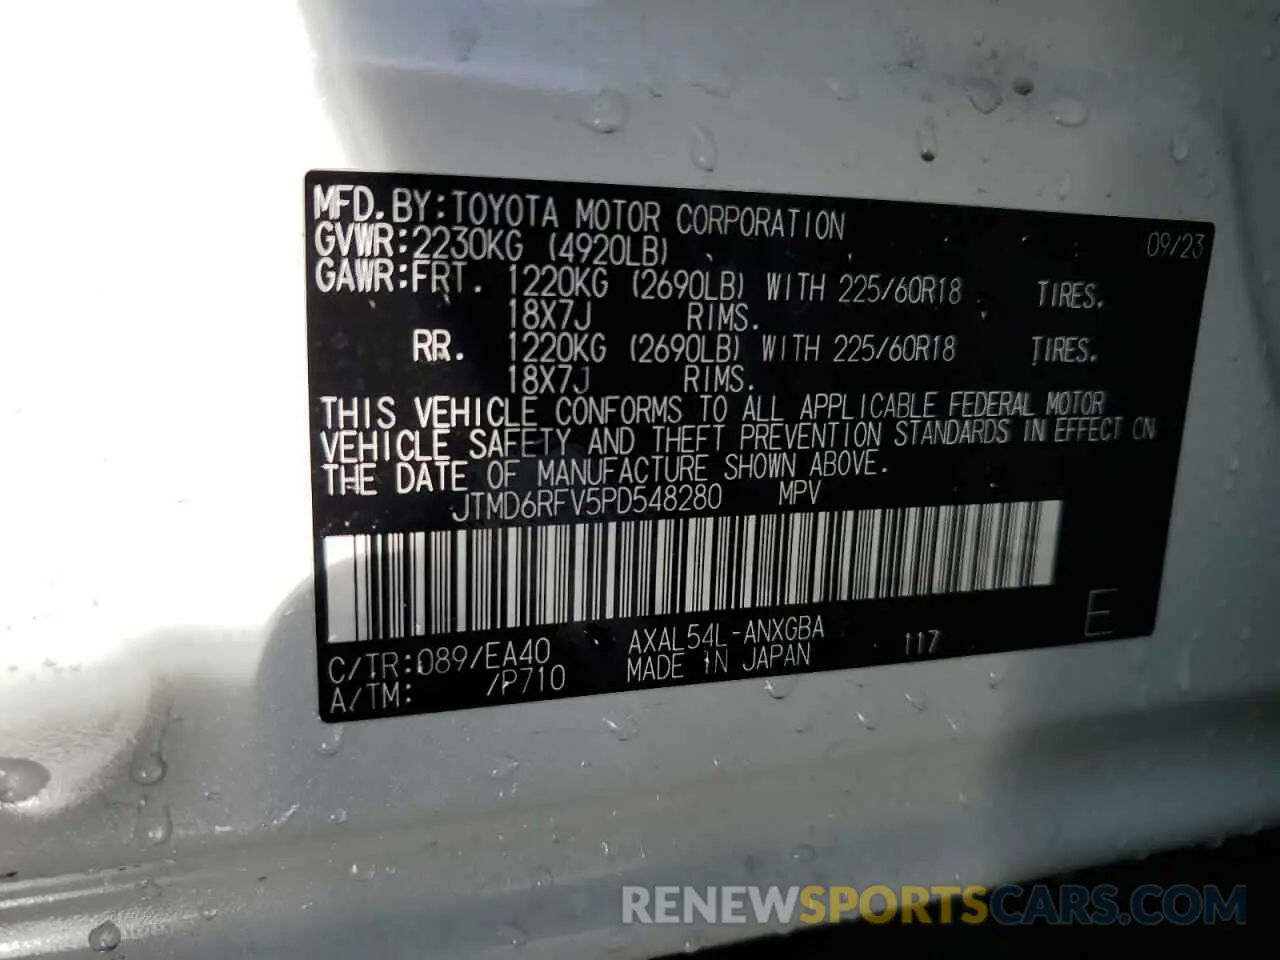 MFD. BY: TOYOTA MOTOR CORPORATION 09/23
GVWR: 2230KG (4920LB)
GAWR: FRT. 1220KG (2690LB) WITH 225/60R18 TIRES.
18X7J RIMS.
RR. 1220KG (2690LB) WITH 225/60R18 TIRES.
18X7J RIMS.
THIS VEHICLE CONFORMS TO ALL APPLICABLE FEDERAL MOTOR
VEHICLE SAFETY AND THEFT PREVENTION STANDARDS IN EFFECT ON
THE DATE OF MANUFACTURE SHOWN ABOVE.
JTMD6RFV5PD548280 MPV
C/TR: 089/EA40 AXAL54L-ANXGBA 117 E
A/TM: /P710 MADE IN JAPAN
RENEWSPORTSCARS.COM